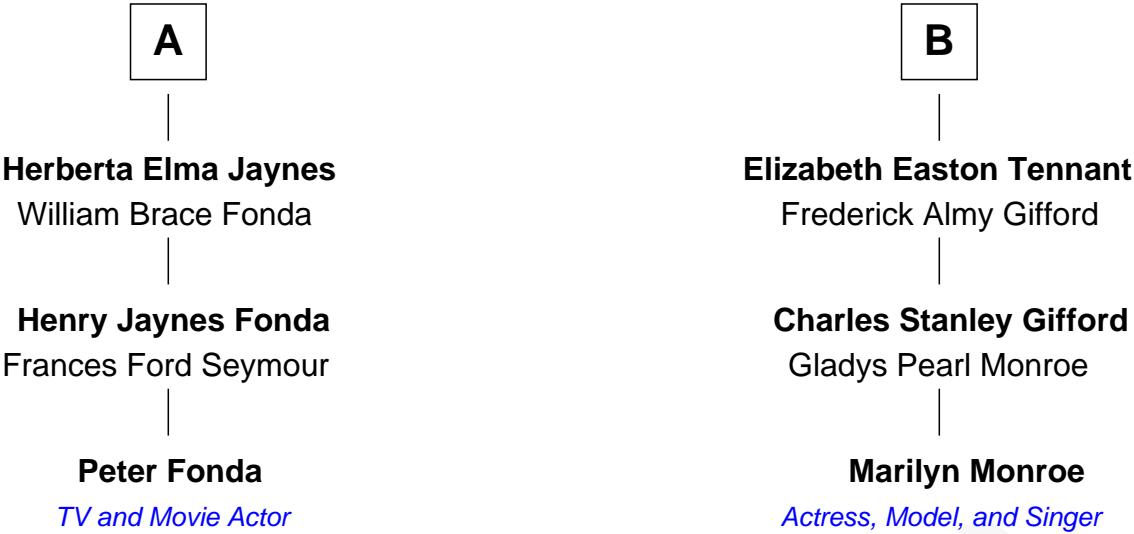 A
Herberta Elma Jaynes
William Brace Fonda
Henry Jaynes Fonda
Frances Ford Seymour
Peter Fonda
TV and Movie Actor
B
Elizabeth Easton Tennant
Frederick Almy Gifford
Charles Stanley Gifford
Gladys Pearl Monroe
Marilyn Monroe
Actress, Model, and Singer